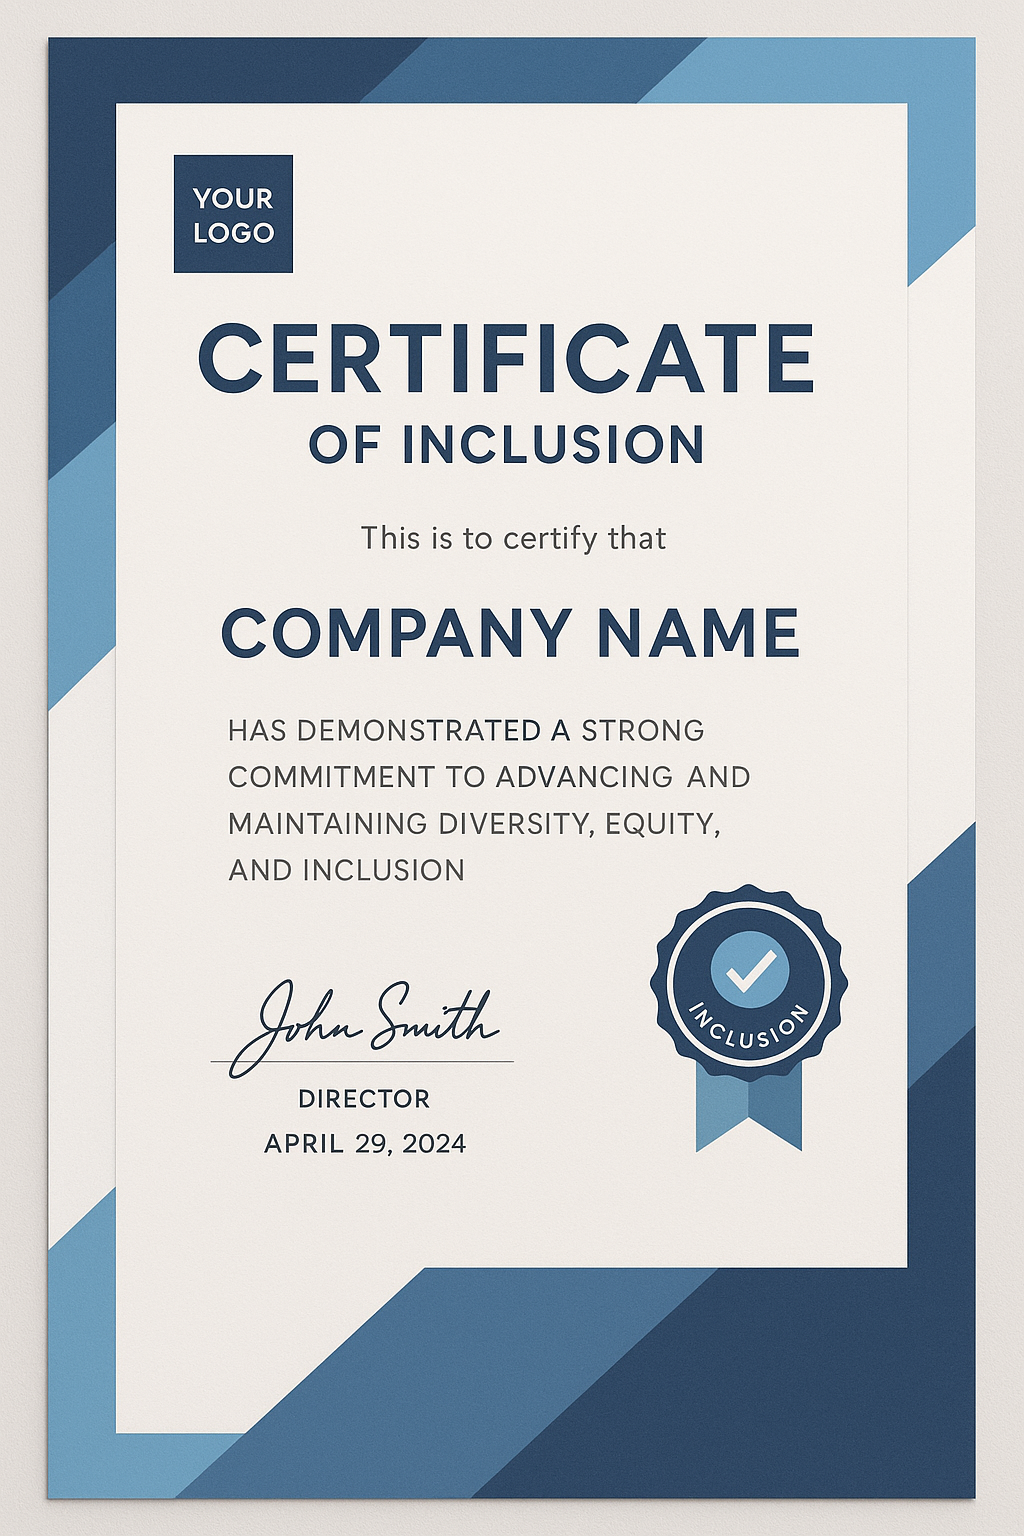 YOUR
LOGO
CERTIFICATE
OF INCLUSION
This is to certify that
COMPANY NAME
HAS DEMONSTRATED A STRONG
COMMITMENT TO ADVANCING AND
MAINTAINING DIVERSITY, EQUITY,
AND INCLUSION
INCLUSION
John Smith
DIRECTOR
APRIL 29, 2024